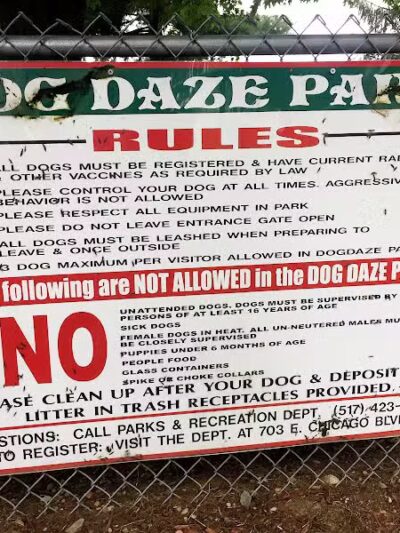 OG DAZE PAR
RULES
ALL DOGS MUST BE REGISTERED & HAVE CURRENT RAB
& OTHER VACCINES AS REQUIRED BY LAW
PLEASE CONTROL YOUR DOG AT ALL TIMES. AGGRESSIV
BEHAVIOR IS NOT ALLOWED
PLEASE RESPECT ALL EQUIPMENT IN PARK
PLEASE DO NOT LEAVE ENTRANCE GATE OPEN
ALL DOGS MUST BE LEASHED WHEN PREPARING TO
LEAVE & ONCE OUTSIDE
3 DOG MAXIMUM PER VISITOR ALLOWED IN DOGDAZE PA
following are NOT ALLOWED in the DOG DAZE P
NO
UNATTENDED DOGS. DOGS MUST BE SUPERVISED BY
PERSONS OF AT LEAST 16 YEARS OF AGE
SICK DOGS
FEMALE DOGS IN HEAT. ALL UN-NEUTERED MALES MU
BE CLOSELY SUPERVISED
PUPPIES UNDER 6 MONTHS OF AGE
PEOPLE FOOD
GLASS CONTAINERS
SPIKE OR CHOKE COLLARS
ASE CLEAN UP AFTER YOUR DOG & DEPOSIT
LITTER IN TRASH RECEPTACLES PROVIDED.
STIONS: CALL PARKS & RECREATION DEPT. (517) 423-
TO REGISTER: VISIT THE DEPT. AT 703 E. CHICAGO BLV